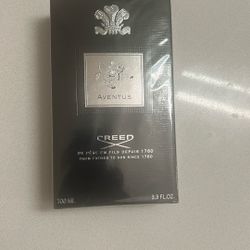 AVENTUS
CREED
DE PÈRE EN FILS DEPUIS 1760
FROM FATHER TO SON SINCE 1760
100 ML
3.3 FL.OZ.